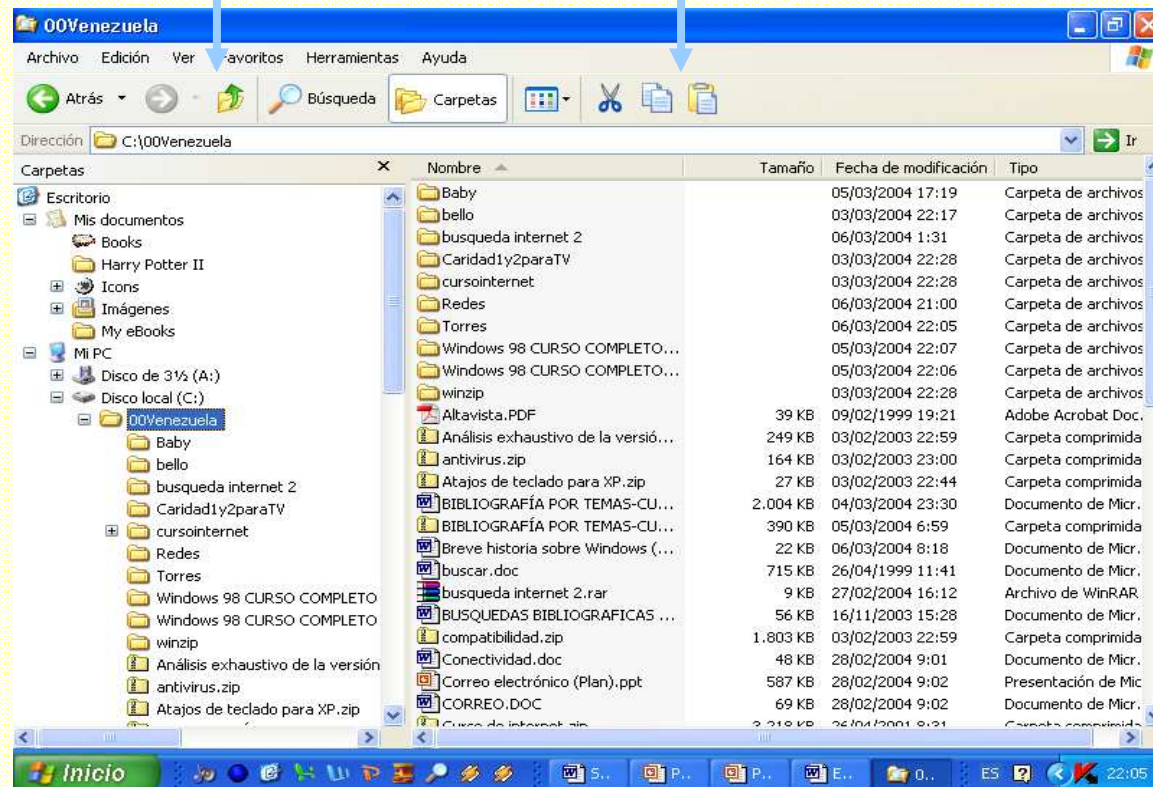 00Venezuela
Archivo Edición Ver Favoritos Herramientas Ayuda
Atrás Búsqueda Carpetas
Dirección C:\00Venezuela Ir
Carpetas
Escritorio
Mis documentos
Books
Harry Potter II
Icons
Imágenes
My eBooks
Mi PC
Disco de 3½ (A:)
Disco local (C:)
00Venezuela
Baby
bello
busqueda internet 2
Caridad1y2paraTV
cursointernet
Redes
Torres
Windows 98 CURSO COMPLETO
Windows 98 CURSO COMPLETO
winzip
Análisis exhaustivo de la versión
antivirus.zip
Atajos de teclado para XP.zip
Nombre Tamaño Fecha de modificación Tipo
Baby 05/03/2004 17:19 Carpeta de archivos
bello 03/03/2004 22:17 Carpeta de archivos
busqueda internet 2 06/03/2004 1:31 Carpeta de archivos
Caridad1y2paraTV 03/03/2004 22:28 Carpeta de archivos
cursointernet 03/03/2004 22:28 Carpeta de archivos
Redes 06/03/2004 21:00 Carpeta de archivos
Torres 06/03/2004 22:05 Carpeta de archivos
Windows 98 CURSO COMPLETO... 05/03/2004 22:07 Carpeta de archivos
Windows 98 CURSO COMPLETO... 05/03/2004 22:06 Carpeta de archivos
winzip 03/03/2004 22:28 Carpeta de archivos
Altavista.PDF 39 KB 09/02/1999 19:21 Adobe Acrobat Doc.
Análisis exhaustivo de la versió... 249 KB 03/02/2003 22:59 Carpeta comprimida
antivirus.zip 164 KB 03/02/2003 23:00 Carpeta comprimida
Atajos de teclado para XP.zip 27 KB 03/02/2003 22:44 Carpeta comprimida
BIBLIOGRAFÍA POR TEMAS-CU... 2.004 KB 04/03/2004 23:30 Documento de Micr.
BIBLIOGRAFÍA POR TEMAS-CU... 390 KB 05/03/2004 6:59 Carpeta comprimida
Breve historia sobre Windows (... 22 KB 06/03/2004 8:18 Documento de Micr.
buscar.doc 715 KB 26/04/1999 11:41 Documento de Micr.
busqueda internet 2.rar 9 KB 27/02/2004 16:12 Archivo de WinRAR
BUSQUEDAS BIBLIOGRAFICAS ... 56 KB 16/11/2003 15:28 Documento de Micr.
compatibilidad.zip 1.803 KB 03/02/2003 22:59 Carpeta comprimida
Conectividad.doc 48 KB 28/02/2004 9:01 Documento de Micr.
Correo electrónico (Plan).ppt 587 KB 28/02/2004 9:02 Presentación de Mic
CORREO.DOC 69 KB 28/02/2004 9:02 Documento de Micr.
Curso de internet.zip 3.218 KB 26/04/2001 8:31 Carpeta comprimida
Inicio S.. P.. P.. E.. 0.. ES 22:05